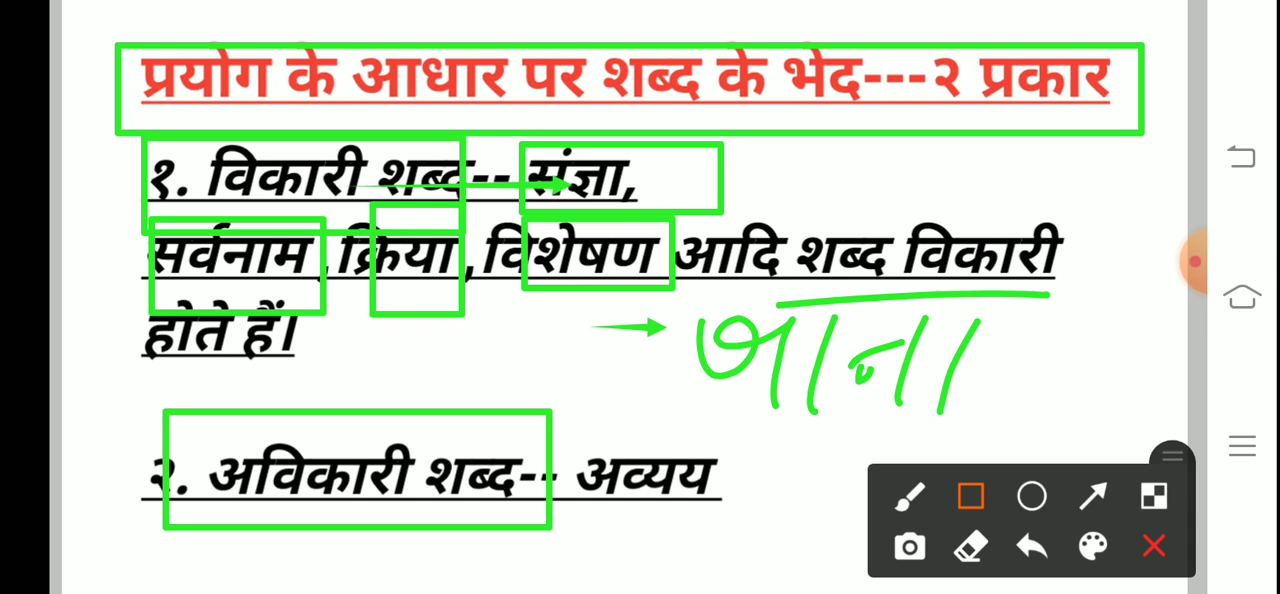 प्रयोग के आधार पर शब्द के भेद---२ प्रकार
१. विकारी शब्द-- संज्ञा,
सर्वनाम ,क्रिया ,विशेषण आदि शब्द विकारी
होते हैं।
जाना
२. अविकारी शब्द-- अव्यय